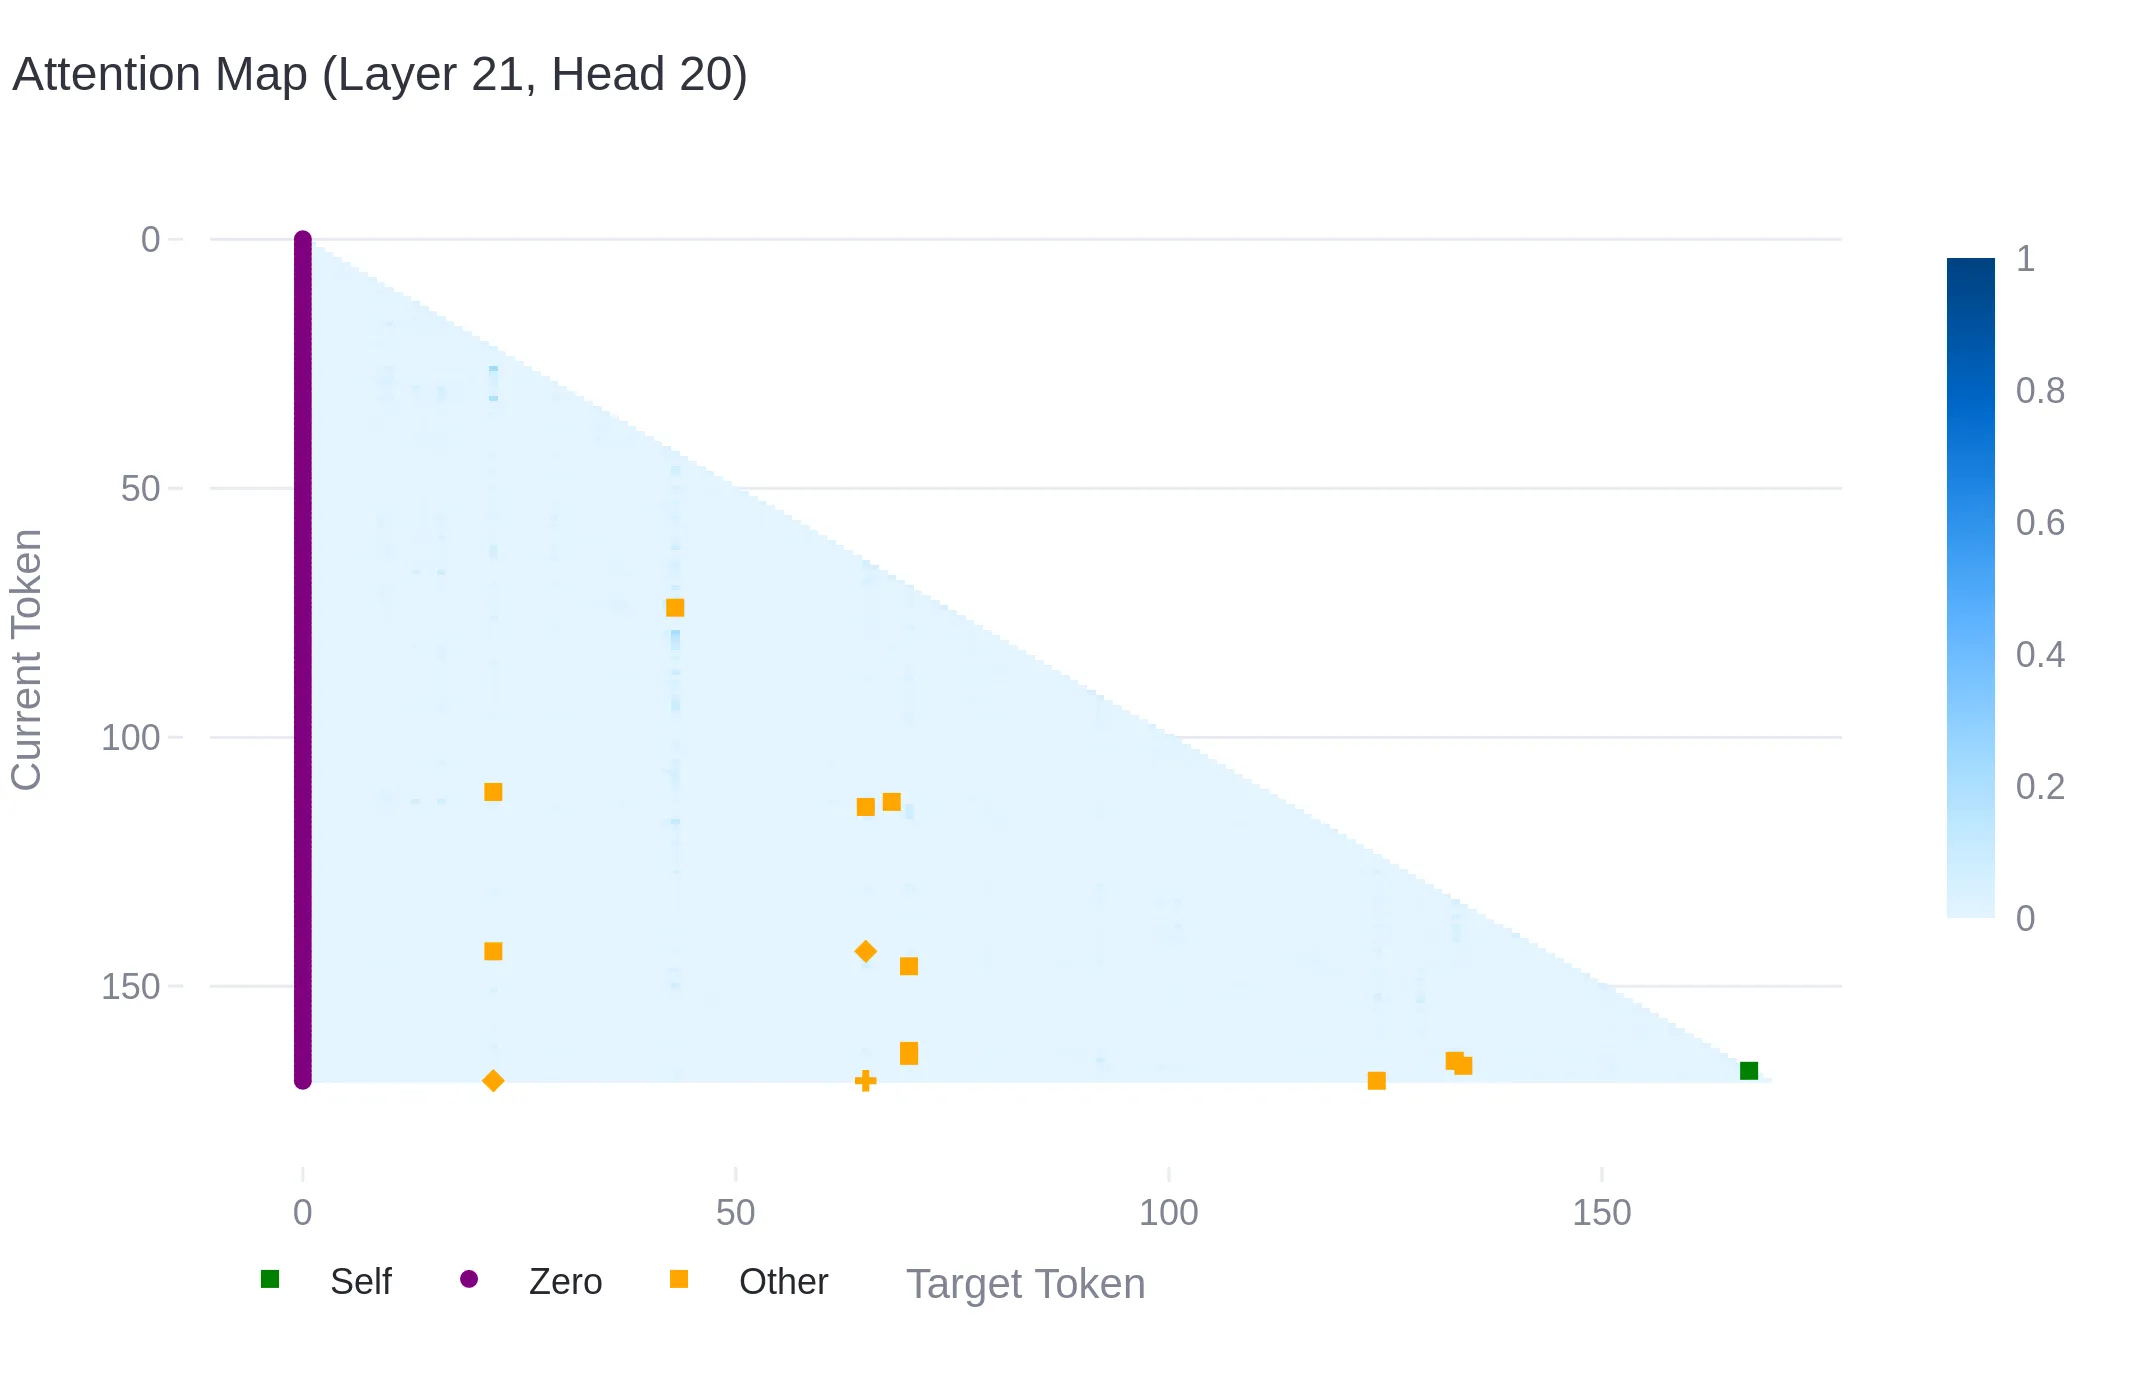 Attention Map (Layer 21, Head 20)
Current Token
0
50
100
150
0
50
100
150
Target Token
Self
Zero
Other
1
0.8
0.6
0.4
0.2
0